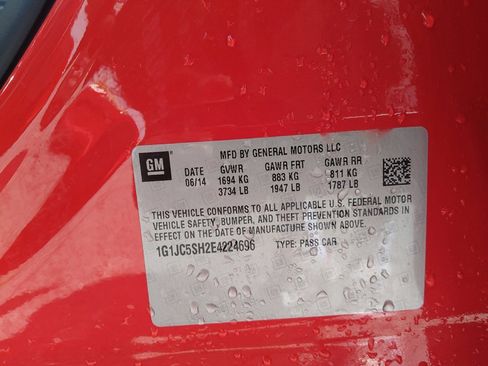 GM
MFD BY GENERAL MOTORS LLC
DATE GVWR GAWR FRT GAWR RR
06/14 1694 KG 883 KG 811 KG
3734 LB 1947 LB 1787 LB
THIS VEHICLE CONFORMS TO ALL APPLICABLE U.S. FEDERAL MOTOR
VEHICLE SAFETY, BUMPER, AND THEFT PREVENTION STANDARDS IN
EFFECT ON THE DATE OF MANUFACTURE SHOWN ABOVE.
1G1JC5SH2E4224696 TYPE: PASS CAR